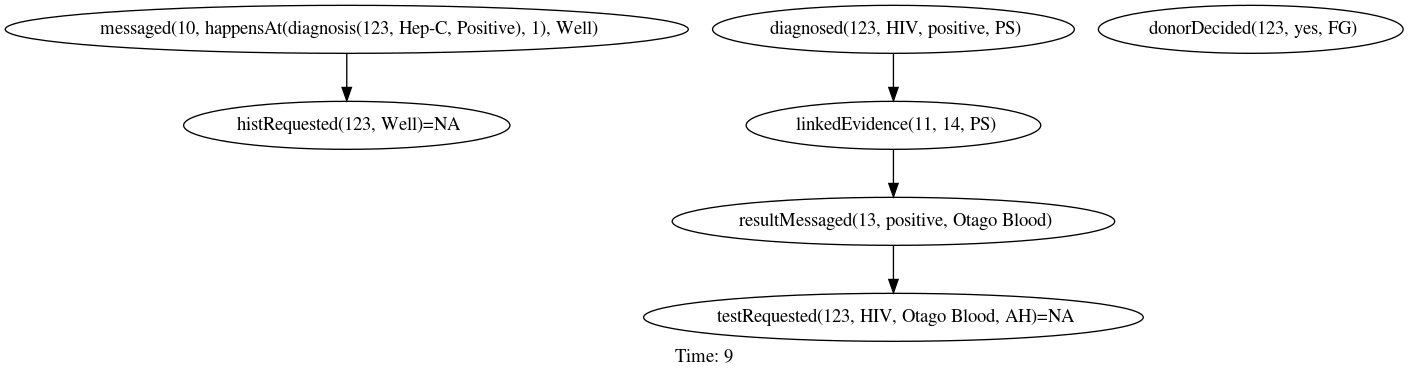 messaged(10, happensAt(diagnosis(123, Hep-C, Positive), 1), Well)
diagnosed(123, HIV, positive, PS)
donorDecided(123, yes, FG)
histRequested(123, Well)=NA
linkedEvidence(11, 14, PS)
resultMessaged(13, positive, Otago Blood)
testRequested(123, HIV, Otago Blood, AH)=NA
Time: 9